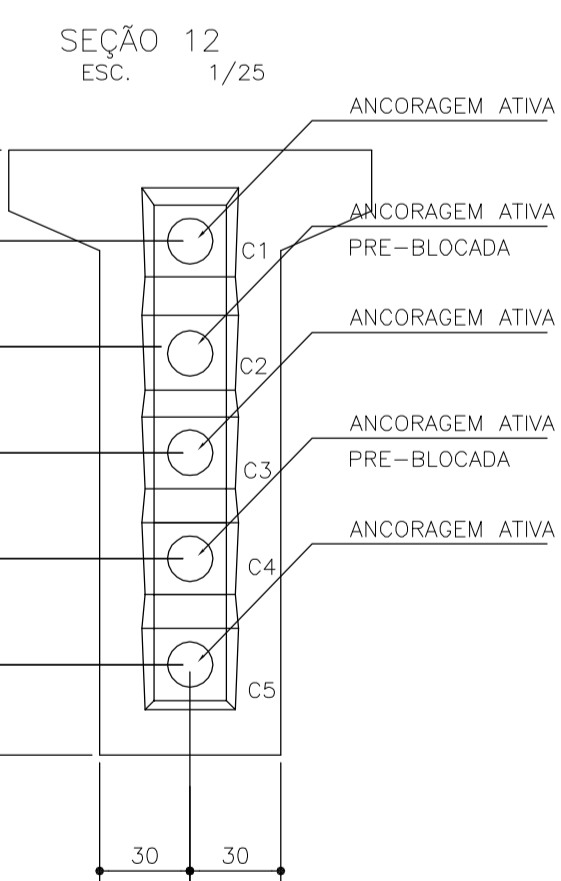 SEÇÃO 12
ESC. 1/25
ANCORAGEM ATIVA
ANCORAGEM ATIVA
PRE-BLOCADA
C1
ANCORAGEM ATIVA
C2
ANCORAGEM ATIVA
PRE-BLOCADA
C3
ANCORAGEM ATIVA
C4
C5
30 30